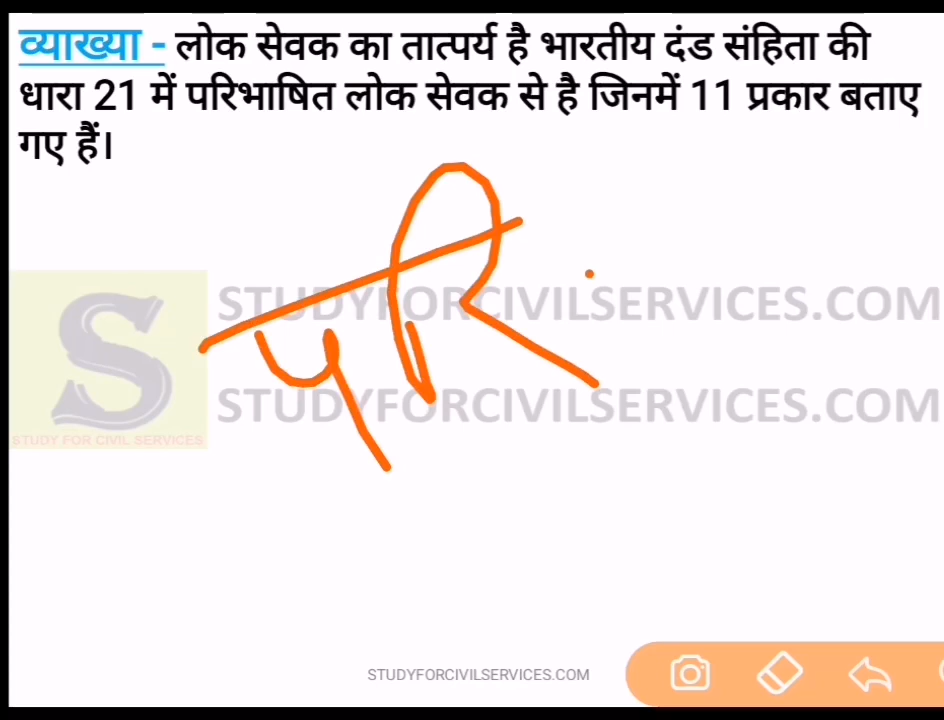 व्याख्या - लोक सेवक का तात्पर्य है भारतीय दंड संहिता की
धारा 21 में परिभाषित लोक सेवक से है जिनमें 11 प्रकार बताए
गए हैं।
परि
STUDYFORCIVILSERVICES.COM
STUDYFORCIVILSERVICES.COM
S
STUDY FOR CIVIL SERVICES
STUDYFORCIVILSERVICES.COM